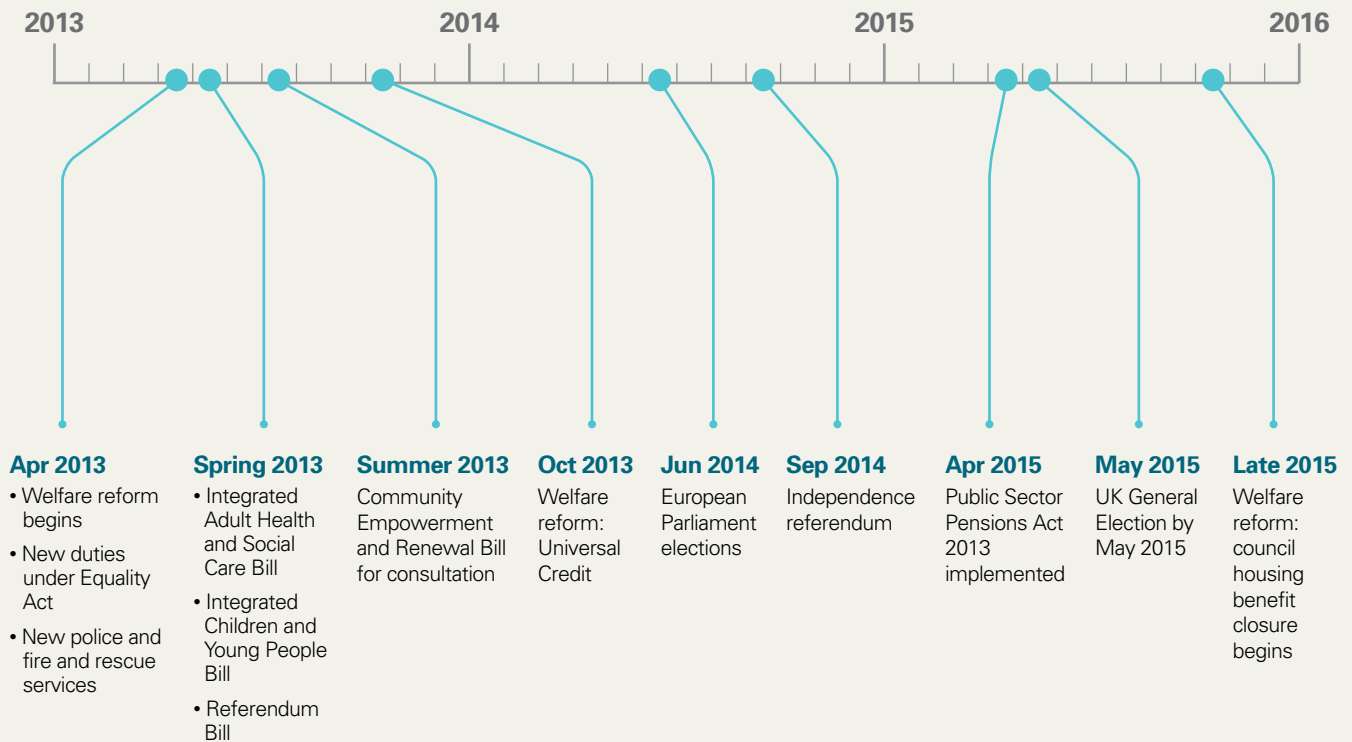 2013
2014
2015
2016
Apr 2013
• Welfare reform
begins
• New duties
under Equality
Act
• New police and
fire and rescue
services
Spring 2013
• Integrated
Adult Health
and Social
Care Bill
• Integrated
Children and
Young People
Bill
• Referendum
Bill
Summer 2013
Community
Empowerment
and Renewal Bill
for consultation
Oct 2013
Welfare
reform:
Universal
Credit
Jun 2014
European
Parliament
elections
Sep 2014
Independence
referendum
Apr 2015
Public Sector
Pensions Act
2013
implemented
May 2015
UK General
Election by
May 2015
Late 2015
Welfare
reform:
council
housing
benefit
closure
begins